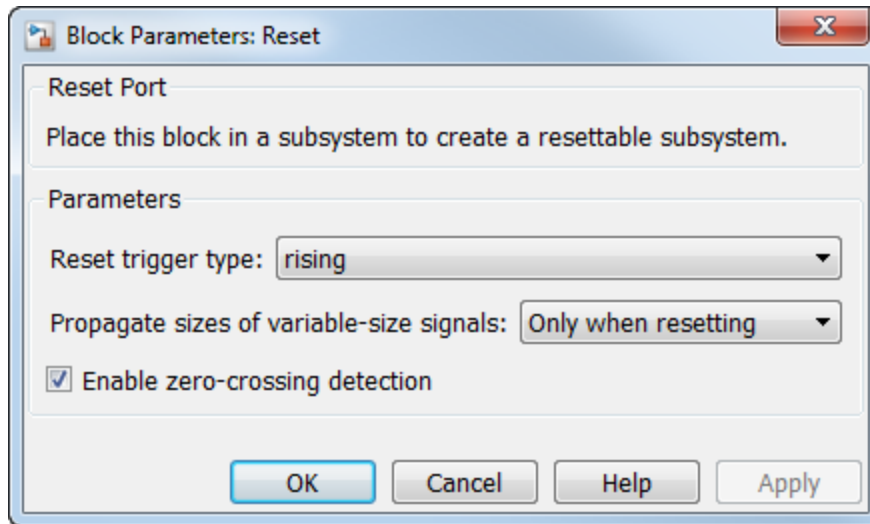 Block Parameters: Reset
Reset Port
Place this block in a subsystem to create a resettable subsystem.
Parameters
Reset trigger type: rising
Propagate sizes of variable-size signals: Only when resetting
Enable zero-crossing detection
OK Cancel Help Apply